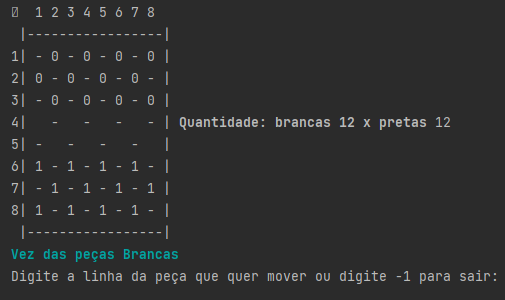 ⍰  1 2 3 4 5 6 7 8
 |-----------------|
1| - 0 - 0 - 0 - 0 |
2| 0 - 0 - 0 - 0 - |
3| - 0 - 0 - 0 - 0 |
4|   -   -   -   - | Quantidade: brancas 12 x pretas 12
5| -   -   -   -   |
6| 1 - 1 - 1 - 1 - |
7| - 1 - 1 - 1 - 1 |
8| 1 - 1 - 1 - 1 - |
 |-----------------|
Vez das peças Brancas
Digite a linha da peça que quer mover ou digite -1 para sair: